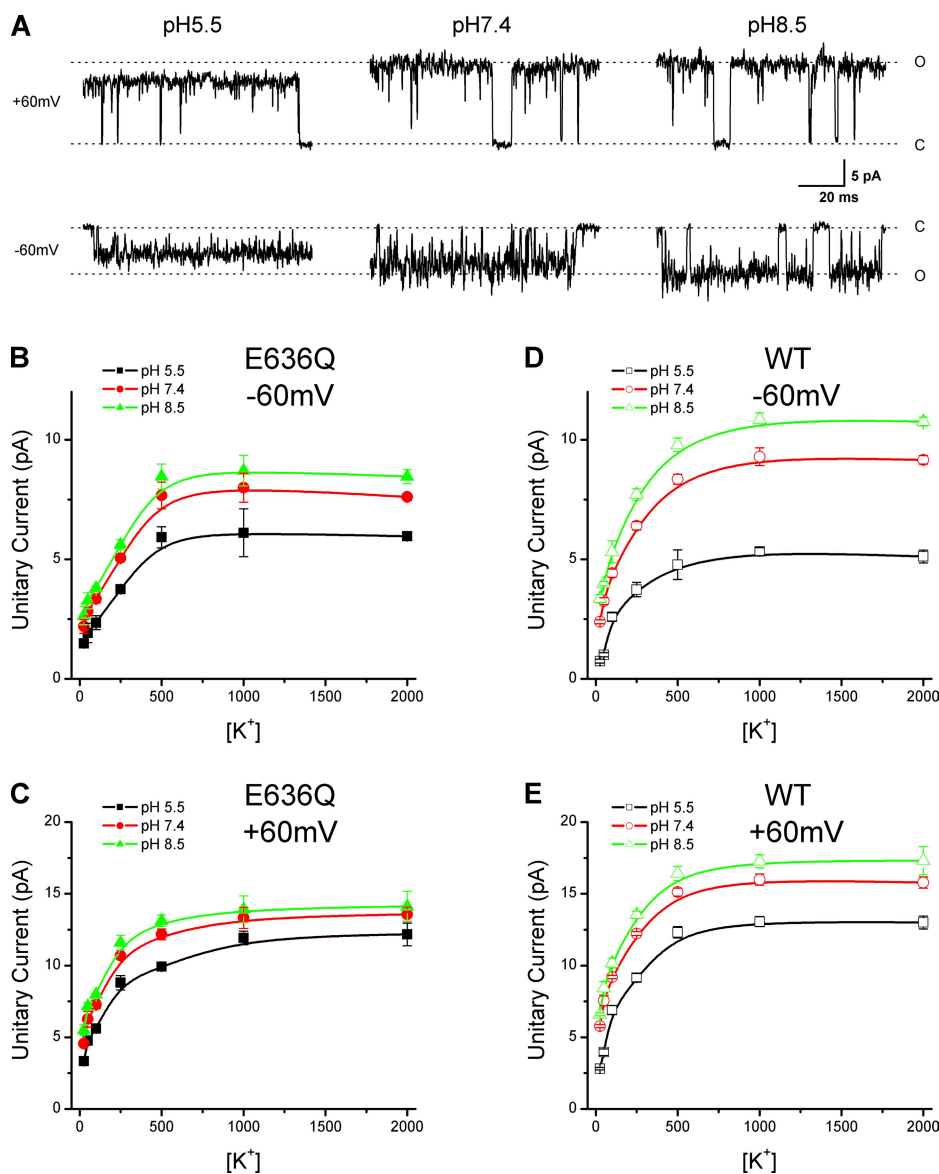 A
pH5.5
pH7.4
pH8.5
+60mV
O
C
5 pA
20 ms
-60mV
C
O
B
E636Q
-60mV
pH 5.5
pH 7.4
pH 8.5
Unitary Current (pA)
10
5
0
0 500 1000 1500 2000
[K+]
D
WT
-60mV
pH 5.5
pH 7.4
pH 8.5
Unitary Current (pA)
10
5
0
0 500 1000 1500 2000
[K+]
C
E636Q
+60mV
pH 5.5
pH 7.4
pH 8.5
Unitary Current (pA)
20
15
10
5
0
0 500 1000 1500 2000
[K+]
E
WT
+60mV
pH 5.5
pH 7.4
pH 8.5
Unitary Current (pA)
20
15
10
5
0
0 500 1000 1500 2000
[K+]